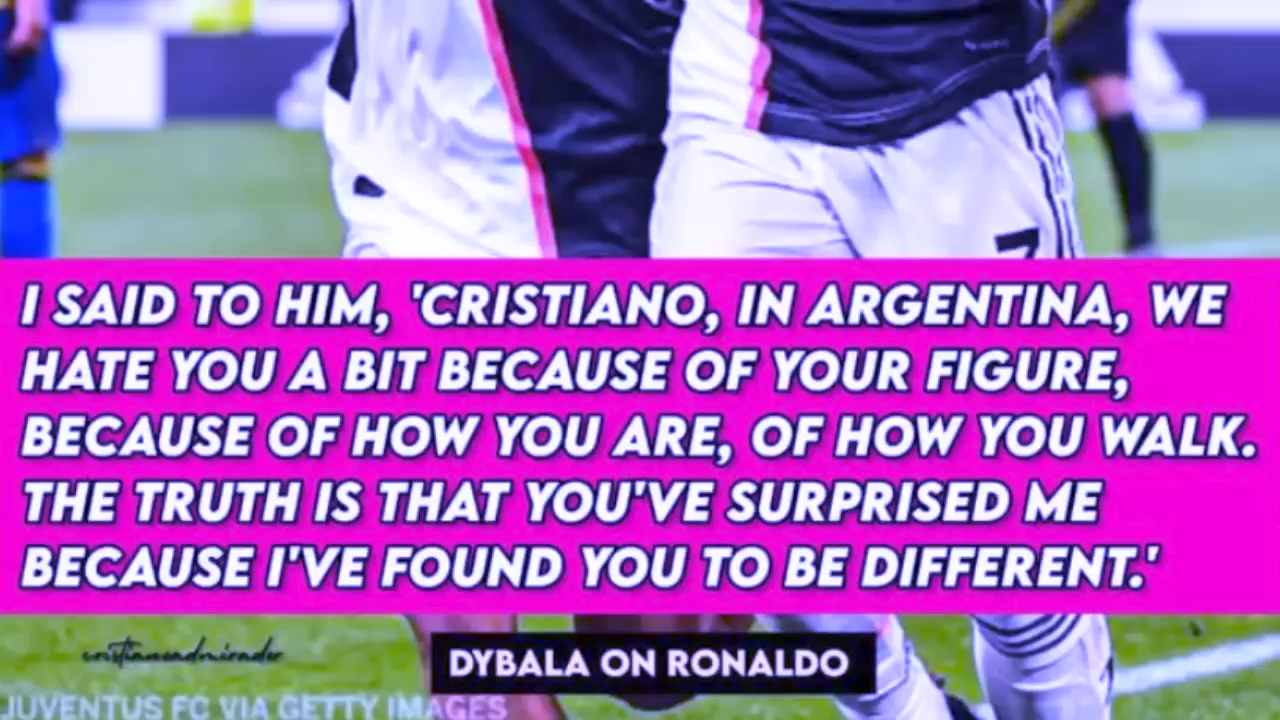 7
I SAID TO HIM, 'CRISTIANO, IN ARGENTINA, WE
HATE YOU A BIT BECAUSE OF YOUR FIGURE,
BECAUSE OF HOW YOU ARE, OF HOW YOU WALK.
THE TRUTH IS THAT YOU'VE SURPRISED ME
BECAUSE I'VE FOUND YOU TO BE DIFFERENT.'
cristianoadmirador
DYBALA ON RONALDO
JUVENTUS FC VIA GETTY IMAGES